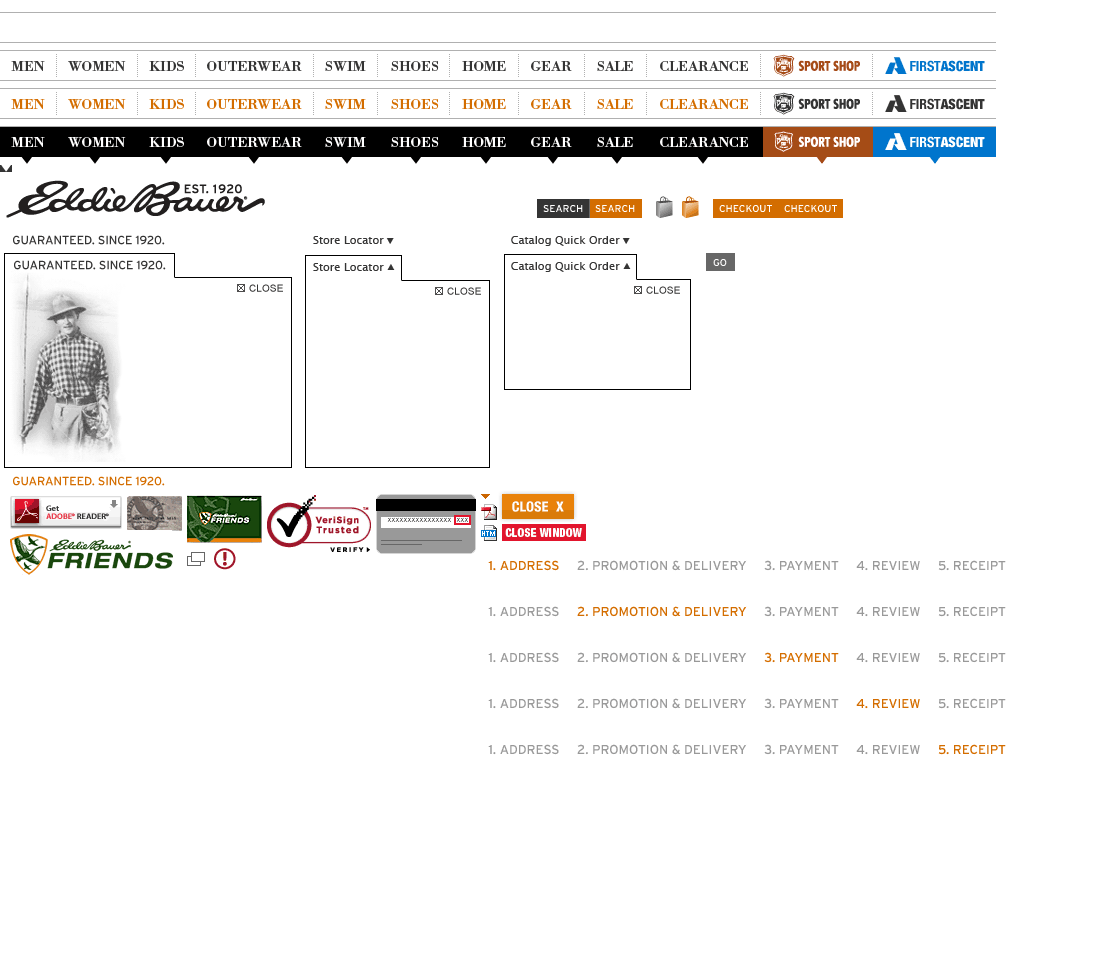 MEN WOMEN KIDS OUTERWEAR SWIM SHOES HOME GEAR SALE CLEARANCE SPORT SHOP FIRSTASCENT
MEN WOMEN KIDS OUTERWEAR SWIM SHOES HOME GEAR SALE CLEARANCE SPORT SHOP FIRSTASCENT
MEN WOMEN KIDS OUTERWEAR SWIM SHOES HOME GEAR SALE CLEARANCE SPORT SHOP FIRSTASCENT
EST. 1920
Eddie Bauer
SEARCH SEARCH CHECKOUT CHECKOUT
GUARANTEED. SINCE 1920. Store Locator Catalog Quick Order
GUARANTEED. SINCE 1920. Store Locator Catalog Quick Order GO
CLOSE CLOSE CLOSE
GUARANTEED. SINCE 1920.
Get
ADOBE® READER®
FRIENDS
VeriSign
Trusted
VERIFY
XXXXXXXXXXXXXXXX XXX
CLOSE X
CLOSE WINDOW
Eddie Bauer
FRIENDS
1. ADDRESS 2. PROMOTION & DELIVERY 3. PAYMENT 4. REVIEW 5. RECEIPT
1. ADDRESS 2. PROMOTION & DELIVERY 3. PAYMENT 4. REVIEW 5. RECEIPT
1. ADDRESS 2. PROMOTION & DELIVERY 3. PAYMENT 4. REVIEW 5. RECEIPT
1. ADDRESS 2. PROMOTION & DELIVERY 3. PAYMENT 4. REVIEW 5. RECEIPT
1. ADDRESS 2. PROMOTION & DELIVERY 3. PAYMENT 4. REVIEW 5. RECEIPT